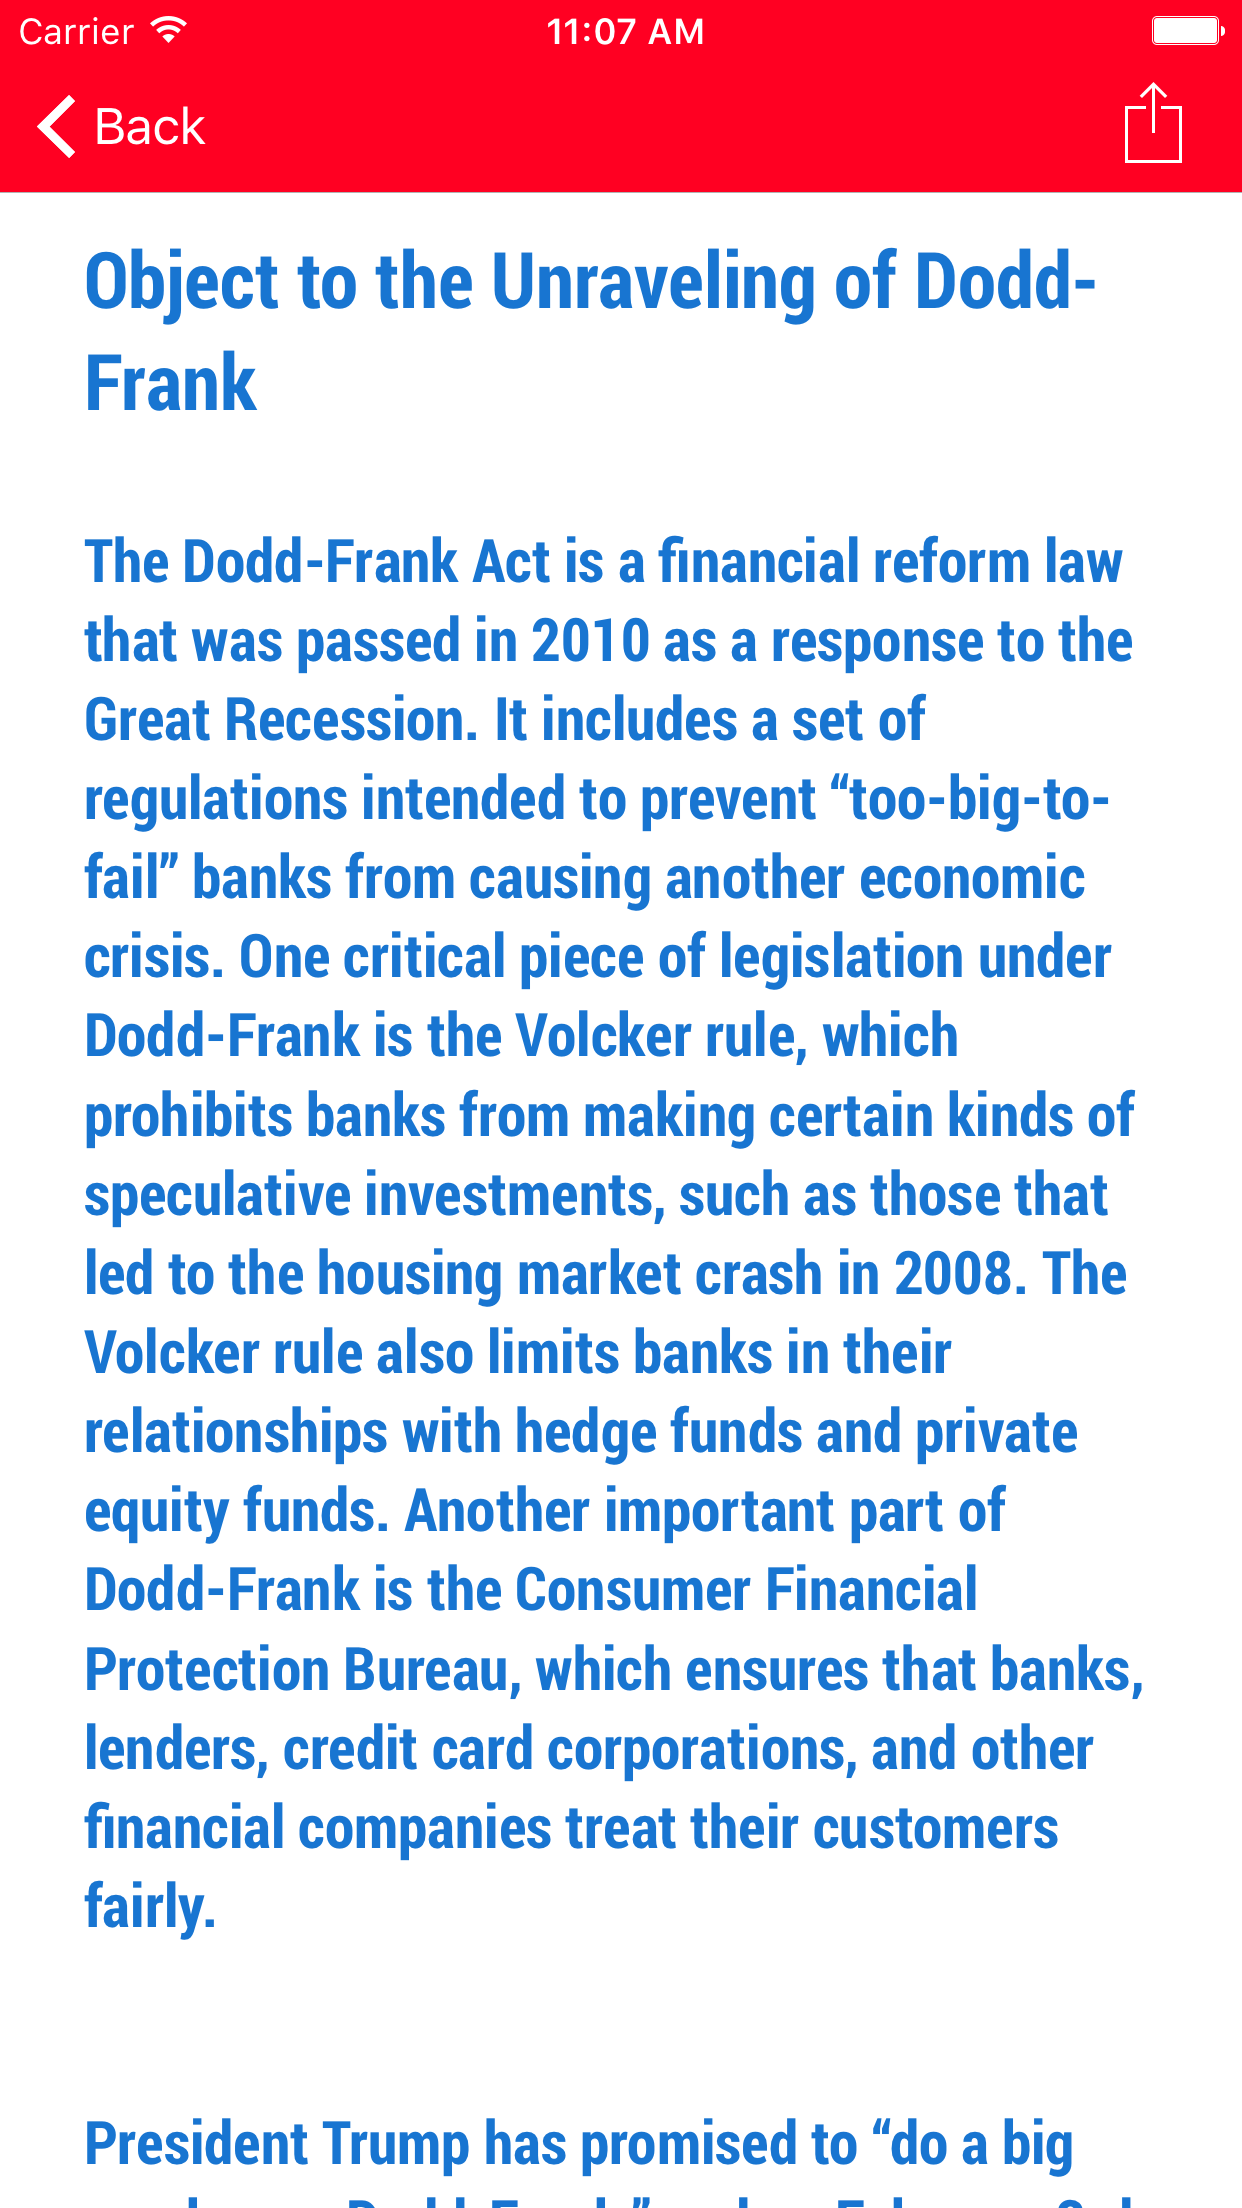 Carrier
11:07 AM
Back
Object to the Unraveling of Dodd-
Frank
The Dodd-Frank Act is a financial reform law
that was passed in 2010 as a response to the
Great Recession. It includes a set of
regulations intended to prevent “too-big-to-
fail” banks from causing another economic
crisis. One critical piece of legislation under
Dodd-Frank is the Volcker rule, which
prohibits banks from making certain kinds of
speculative investments, such as those that
led to the housing market crash in 2008. The
Volcker rule also limits banks in their
relationships with hedge funds and private
equity funds. Another important part of
Dodd-Frank is the Consumer Financial
Protection Bureau, which ensures that banks,
lenders, credit card corporations, and other
financial companies treat their customers
fairly.
President Trump has promised to “do a big